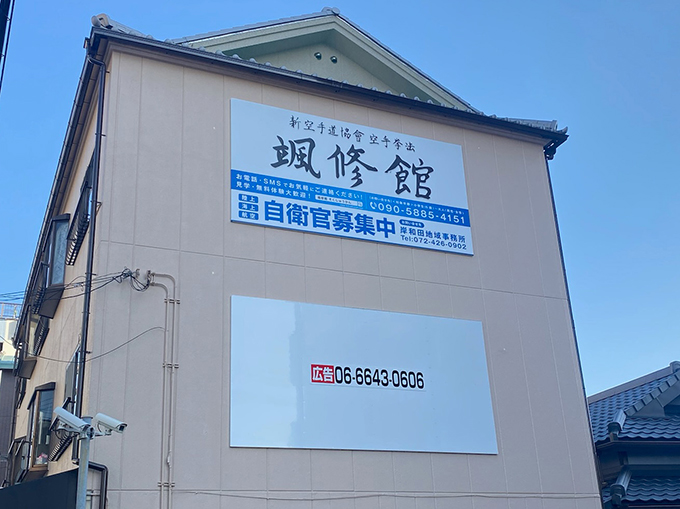 新空手道協會 空手拳法
颯修館
お電話・SMSでお気軽にご連絡ください!
見学・無料体験大歓迎!
090-5885-4151
陸上
海上
航空
自衛官募集中
岸和田地域事務所
Tel:072-426-0902
広告 06-6643-0606